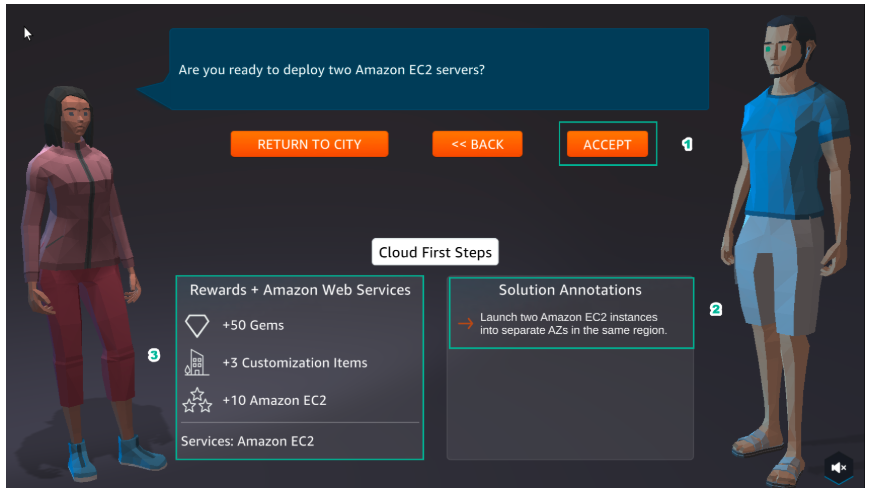 Are you ready to deploy two Amazon EC2 servers?
RETURN TO CITY
<< BACK
ACCEPT
1
Cloud First Steps
Rewards + Amazon Web Services
+50 Gems
+3 Customization Items
+10 Amazon EC2
Services: Amazon EC2
3
Solution Annotations
Launch two Amazon EC2 instances
into separate AZs in the same region.
2